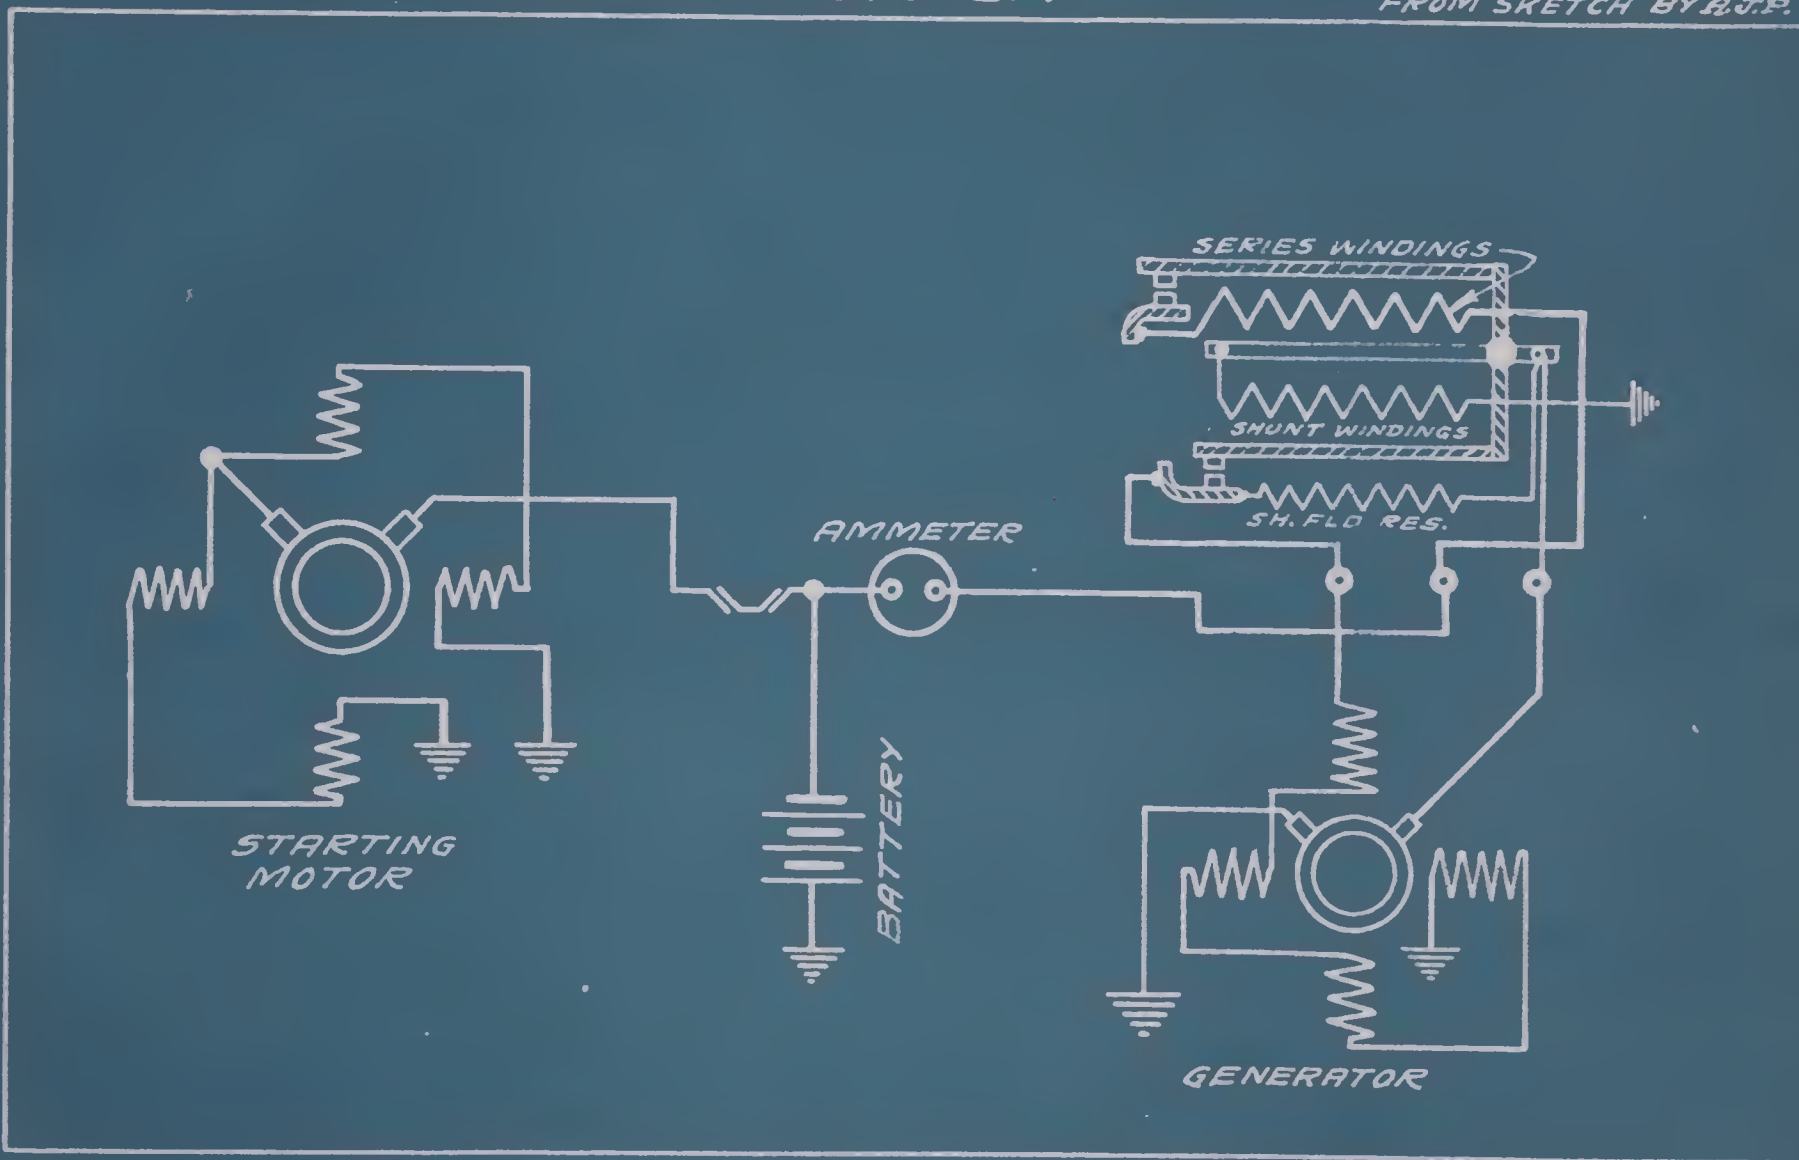 FROM SKETCH BY R.J.P.
SERIES WINDINGS
SHUNT WINDINGS
SH. FLD RES.
AMMETER
BATTERY
STARTING
MOTOR
GENERATOR